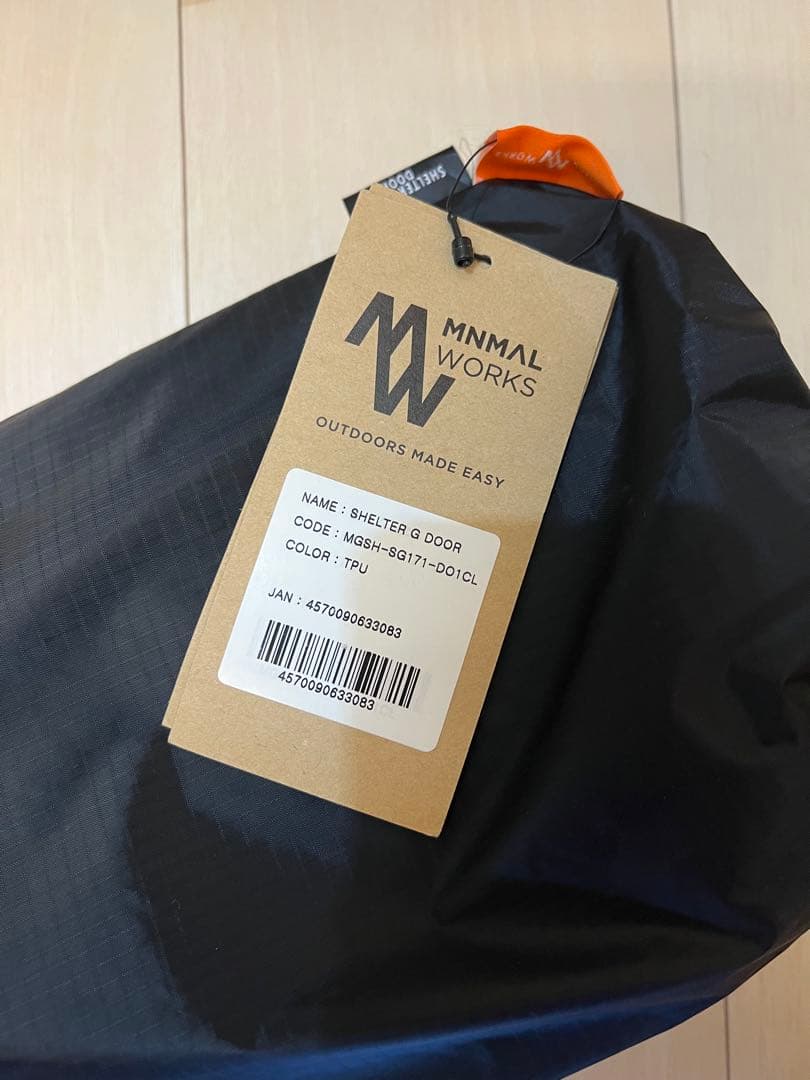 SHELTER
DOOR
WORKS
MNMAL
WORKS
OUTDOORS MADE EASY
NAME : SHELTER G DOOR
CODE : MGSH-SG171-DO1CL
COLOR : TPU
JAN : 4570090633083
4570090633083